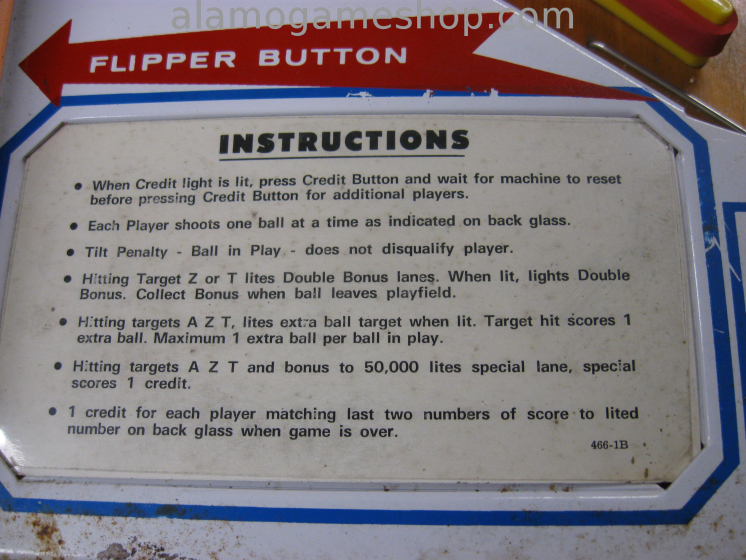 alamogameshop.com
FLIPPER BUTTON
INSTRUCTIONS
• When Credit light is lit, press Credit Button and wait for machine to reset
before pressing Credit Button for additional players.
• Each Player shoots one ball at a time as indicated on back glass.
• Tilt Penalty - Ball in Play - does not disqualify player.
• Hitting Target Z or T lites Double Bonus lanes. When lit, lights Double
Bonus. Collect Bonus when ball leaves playfield.
• Hitting targets A Z T, lites extra ball target when lit. Target hit scores 1
extra ball. Maximum 1 extra ball per ball in play.
• Hitting targets A Z T and bonus to 50,000 lites special lane, special
scores 1 credit.
• 1 credit for each player matching last two numbers of score to lited
number on back glass when game is over.
466-1B